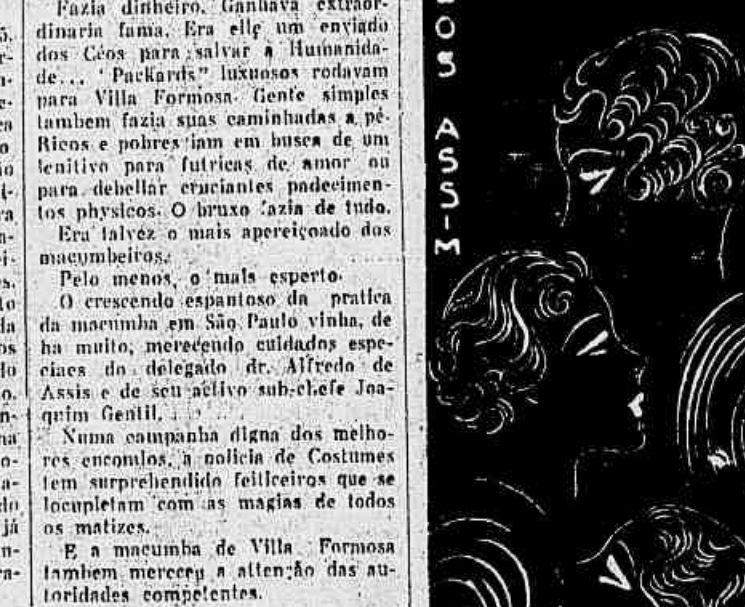 Fazia dinheiro. Ganhava extraor-
dinaria fama. Era elle um enviado
dos Céos para salvar a Humanida-
de... "Packards" luxuosos rodavam
para Villa Formosa. Gente simples
tambem fazia suas caminhadas a pé.
Ricos e pobres iam em busca de um
lenitivo para futricas de amor ou
para debellar cruciantes padecimen-
tos physicos. O bruxo fazia de tudo.
Era talvez o mais apereiçoado dos
macumbeiros.
Pelo menos, o mais esperto.
O crescendo espantoso da pratica
da macumba em São Paulo vinha, de
ha muito, merecendo cuidados espe-
ciaes do delegado dr. Alfredo de
Assis e de seu activo sub-chefe Joa-
quim Gentil.
Numa campanha digna dos melho-
res encomios, a policia de Costumes
tem surprehendido feiticeiros que se
locupletam com as magias de todos
os matizes.
E a macumba de Villa Formosa
tambem mereceu a attenção das au-
toridades competentes.
OS ASSIM